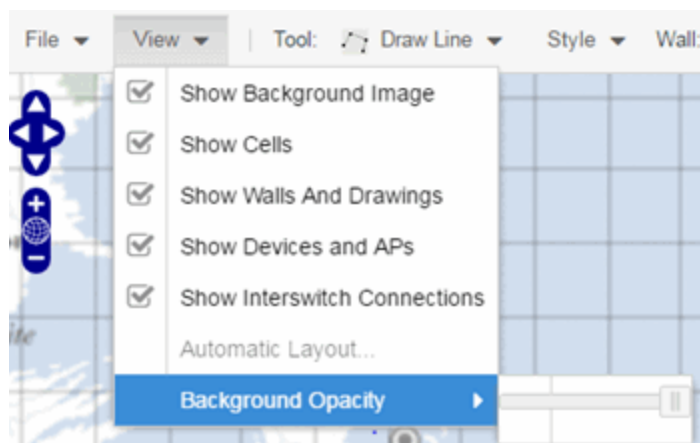 File View Tool: Draw Line Style Wall:
Show Background Image
Show Cells
Show Walls And Drawings
Show Devices and APs
Show Interswitch Connections
Automatic Layout...
Background Opacity